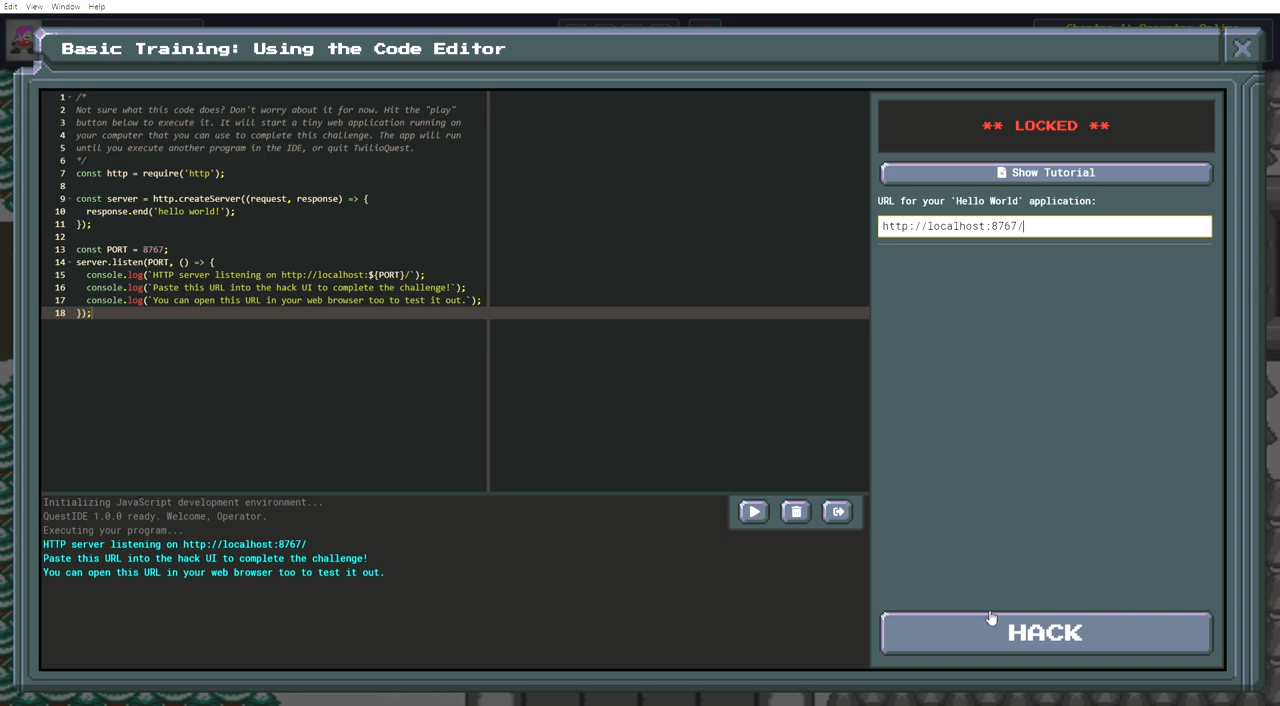 Edit View Window Help
Basic Training: Using the Code Editor
1 /*
2 Not sure what this code does? Don't worry about it for now. Hit the "play"
3 button below to execute it. It will start a tiny web application running on
4 your computer that you can use to complete this challenge. The app will run
5 until you execute another program in the IDE, or quit TwilioQuest.
6 */
7 const http = require('http');
8
9 const server = http.createServer((request, response) => {
10 response.end('hello world!');
11 });
12
13 const PORT = 8767;
14 server.listen(PORT, () => {
15 console.log(`HTTP server listening on http://localhost:${PORT}/`);
16 console.log(`Paste this URL into the hack UI to complete the challenge!`);
17 console.log(`You can open this URL in your web browser too to test it out.`);
18 });
** LOCKED **
Show Tutorial
URL for your 'Hello World' application:
http://localhost:8767/
Initializing JavaScript development environment...
QuestIDE 1.0.0 ready. Welcome, Operator.
Executing your program...
HTTP server listening on http://localhost:8767/
Paste this URL into the hack UI to complete the challenge!
You can open this URL in your web browser too to test it out.
HACK